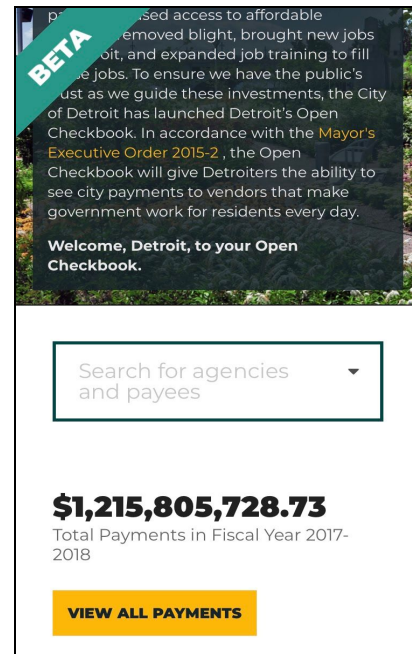 BETA
used access to affordable
removed blight, brought new jobs
and expanded job training to fill
jobs. To ensure we have the public's
as we guide these investments, the City
of Detroit has launched Detroit's Open
Checkbook. In accordance with the Mayor's
Executive Order 2015-2 , the Open
Checkbook will give Detroiters the ability to
see city payments to vendors that make
government work for residents every day.
Welcome, Detroit, to your Open
Checkbook.
Search for agencies
and payees
$1,215,805,728.73
Total Payments in Fiscal Year 2017-
2018
VIEW ALL PAYMENTS